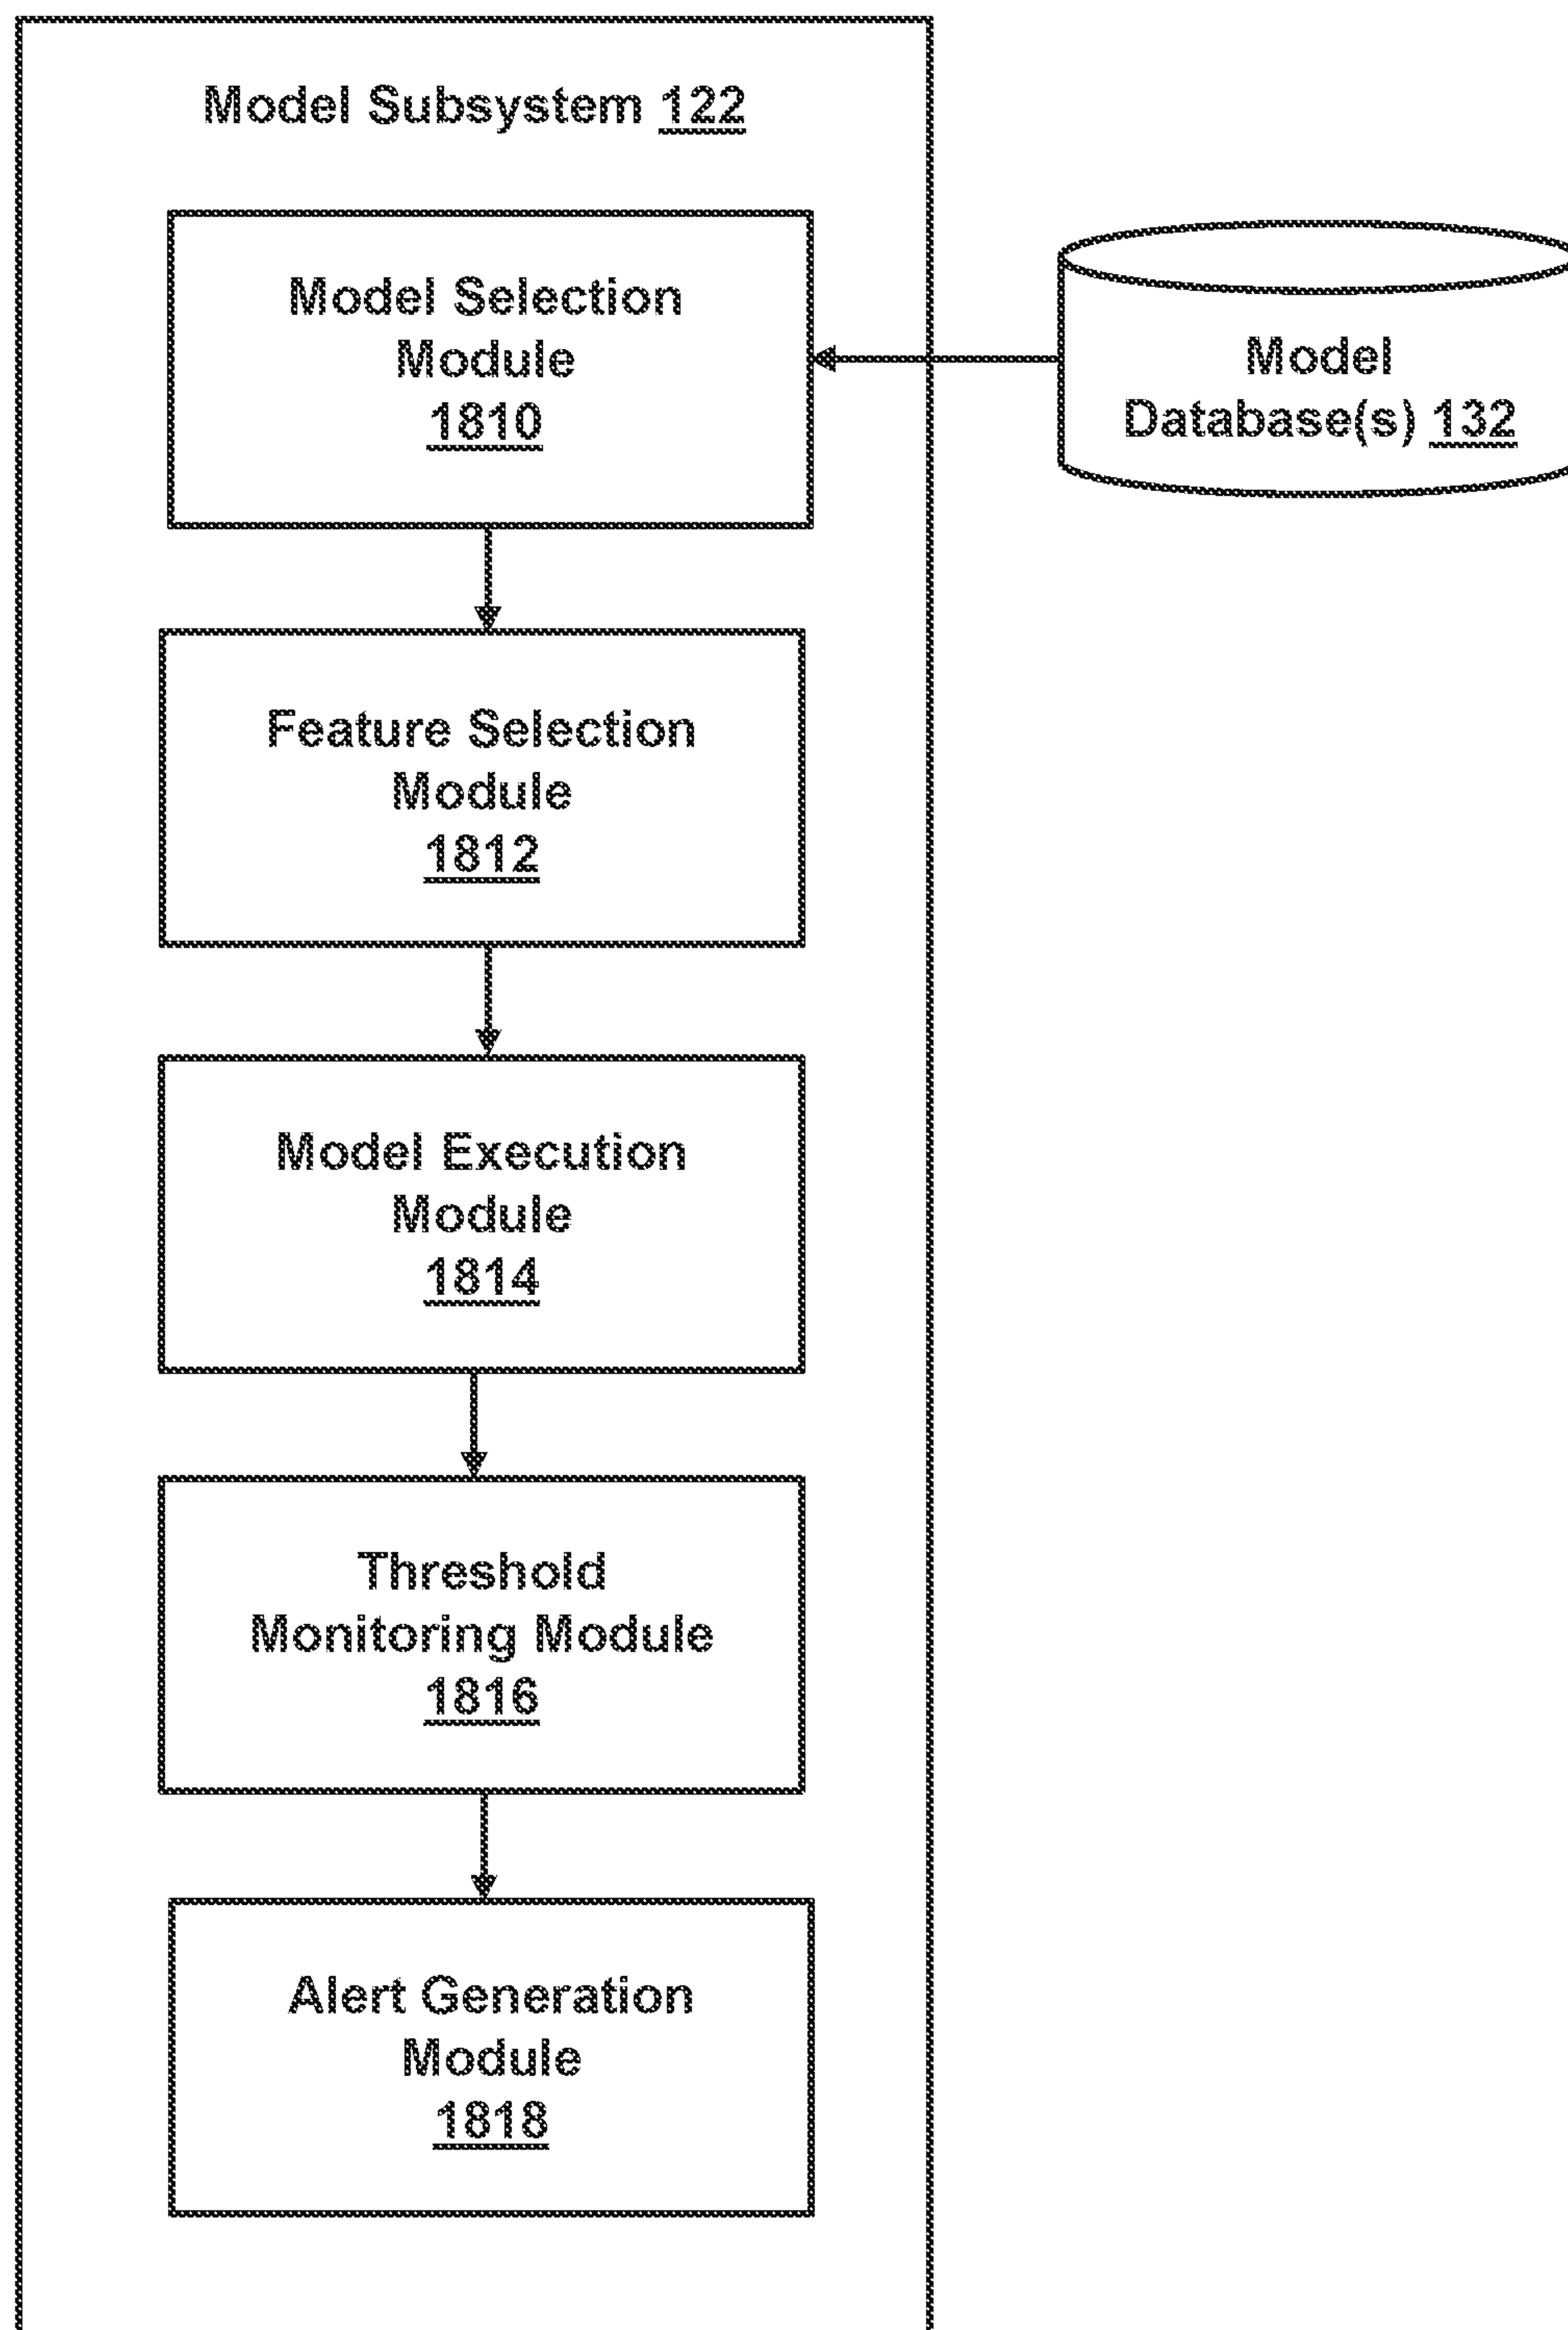 Model Subsystem 122
Model Selection
Module
1810
Model
Database(s) 132
Feature Selection
Module
1812
Model Execution
Module
1814
Threshold
Monitoring Module
1816
Alert Generation
Module
1818